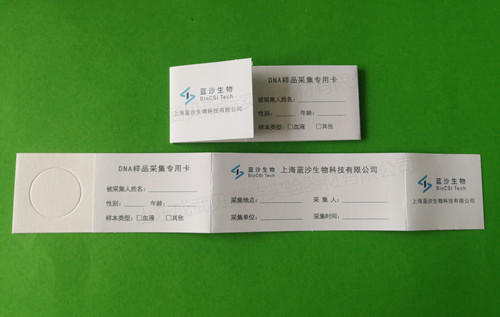 蓝沙生物
BioCSI Tech
上海蓝沙生物科技有限公司
DNA样品采集专用卡
被采集人姓名：
性别： 年龄：
样本类型：□血液 □其他
DNA样品采集专用卡
被采集人姓名：
性别： 年龄：
样本类型：□血液 □其他
蓝沙生物 上海蓝沙生物科技有限公司
BioCSI Tech
采集地点： 采 集 人：
采集单位： 采集时间：
蓝沙生物
BioCSI Tech
上海蓝沙生物科技有限公司